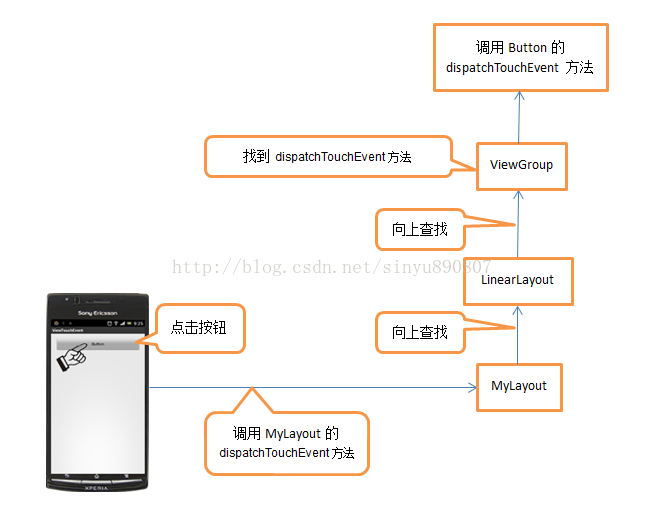 调用 Button 的
dispatchTouchEvent 方法
找到 dispatchTouchEvent方法
ViewGroup
向上查找
http://blog.csdn.net/sinyu890807
LinearLayout
Sony Ericsson
9:25
ViewTouchEvent
Button
点击按钮
向上查找
MyLayout
调用 MyLayout 的
dispatchTouchEvent方法
XPERIA